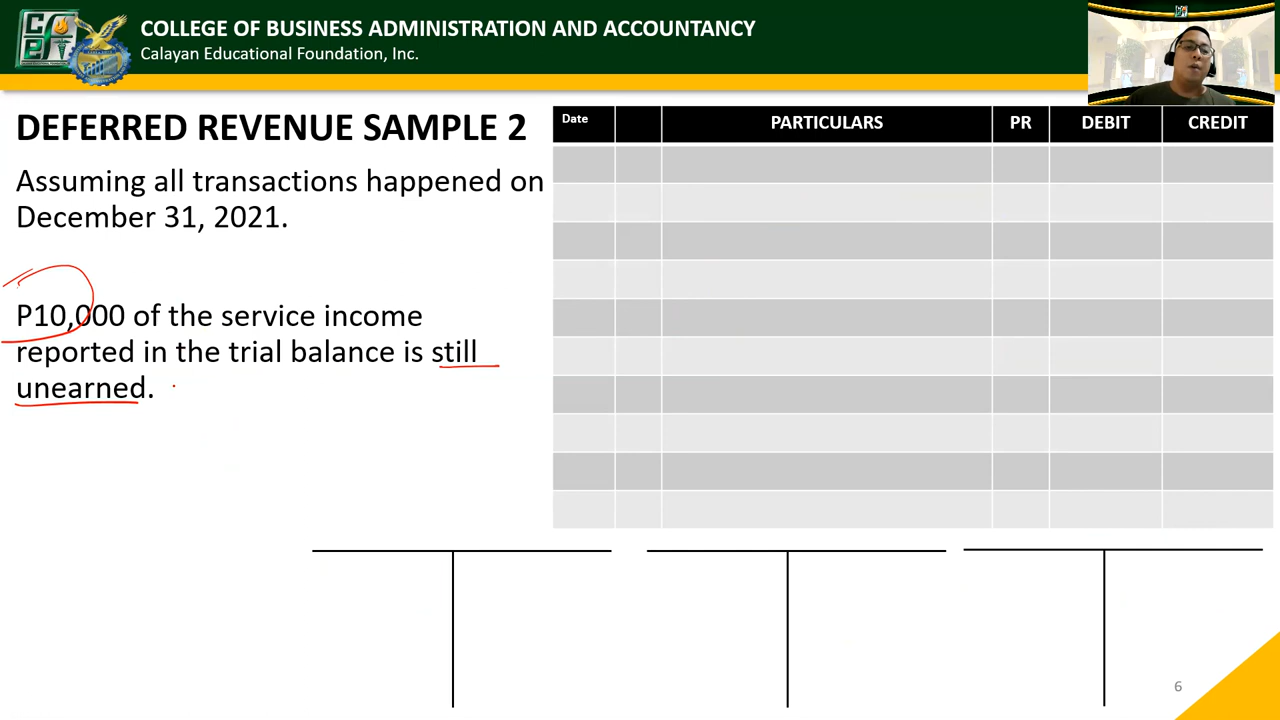 COLLEGE OF BUSINESS ADMINISTRATION AND ACCOUNTANCY
Calayan Educational Foundation, Inc.
DEFERRED REVENUE SAMPLE 2
Assuming all transactions happened on
December 31, 2021.
P10,000 of the service income
reported in the trial balance is still
unearned.
Date PARTICULARS PR DEBIT CREDIT
6